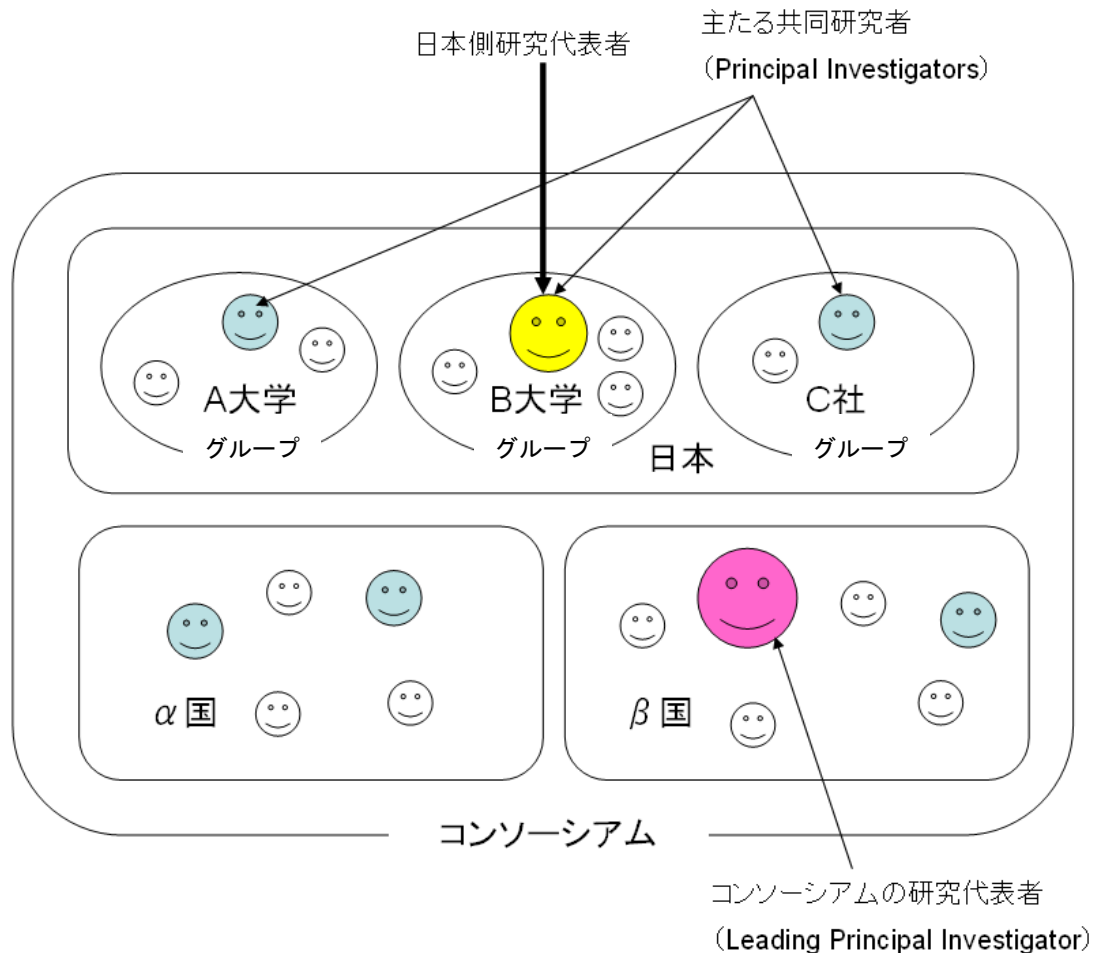 主たる共同研究者
日本側研究代表者
（Principal Investigators）
A大学
グループ
B大学
グループ
C社
グループ
日本
α国
β国
コンソーシアム
コンソーシアムの研究代表者
（Leading Principal Investigator）